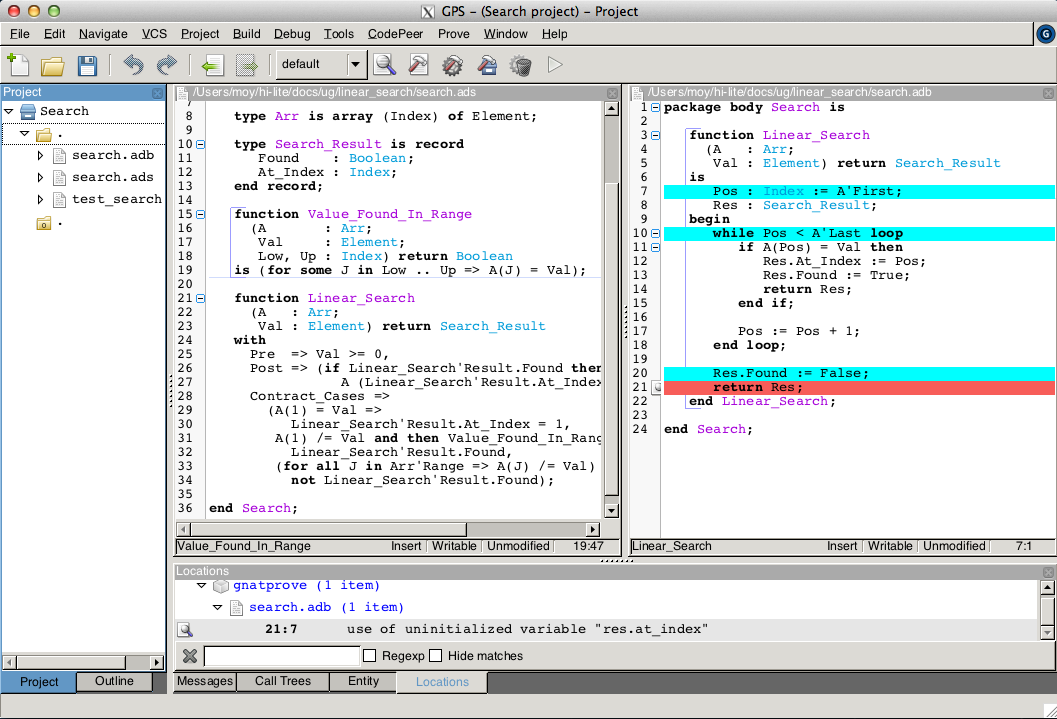 GPS - (Search project) - Project
File Edit Navigate VCS Project Build Debug Tools CodePeer Prove Window Help
G
default
Project
Search
.
search.adb
search.ads
test_search
.
/Users/moy/hi-lite/docs/ug/linear_search/search.ads
8 type Arr is array (Index) of Element;
9
10 type Search_Result is record
11 Found : Boolean;
12 At_Index : Index;
13 end record;
14
15 function Value_Found_In_Range
16 (A : Arr;
17 Val : Element;
18 Low, Up : Index) return Boolean
19 is (for some J in Low .. Up => A(J) = Val);
20
21 function Linear_Search
22 (A : Arr;
23 Val : Element) return Search_Result
24 with
25 Pre => Val >= 0,
26 Post => (if Linear_Search'Result.Found then
27 A (Linear_Search'Result.At_Index
28 Contract_Cases =>
29 (A(1) = Val =>
30 Linear_Search'Result.At_Index = 1,
31 A(1) /= Val and then Value_Found_In_Rang
32 Linear_Search'Result.Found,
33 (for all J in Arr'Range => A(J) /= Val)
34 not Linear_Search'Result.Found);
35
36 end Search;
Value_Found_In_Range Insert Writable Unmodified 19:47
/Users/moy/hi-lite/docs/ug/linear_search/search.adb
1 package body Search is
2
3 function Linear_Search
4 (A : Arr;
5 Val : Element) return Search_Result
6 is
7 Pos : Index := A'First;
8 Res : Search_Result;
9 begin
10 while Pos < A'Last loop
11 if A(Pos) = Val then
12 Res.At_Index := Pos;
13 Res.Found := True;
14 return Res;
15 end if;
16
17 Pos := Pos + 1;
18 end loop;
19
20 Res.Found := False;
21 return Res;
22 end Linear_Search;
23
24 end Search;
Linear_Search Insert Writable Unmodified 7:1
Locations
gnatprove (1 item)
search.adb (1 item)
21:7 use of uninitialized variable "res.at_index"
Regexp Hide matches
Project Outline
Messages Call Trees Entity Locations